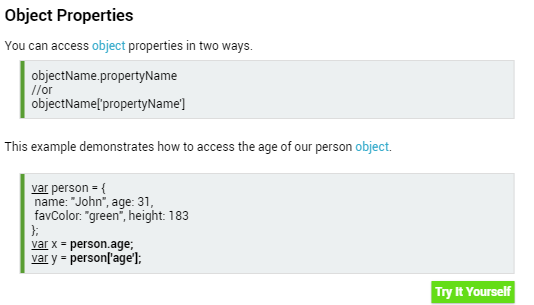 Object Properties
You can access object properties in two ways.
objectName.propertyName
//or
objectName['propertyName']
This example demonstrates how to access the age of our person object.
var person = {
name: "John", age: 31,
favColor: "green", height: 183
};
var x = person.age;
var y = person['age'];
Try It Yourself